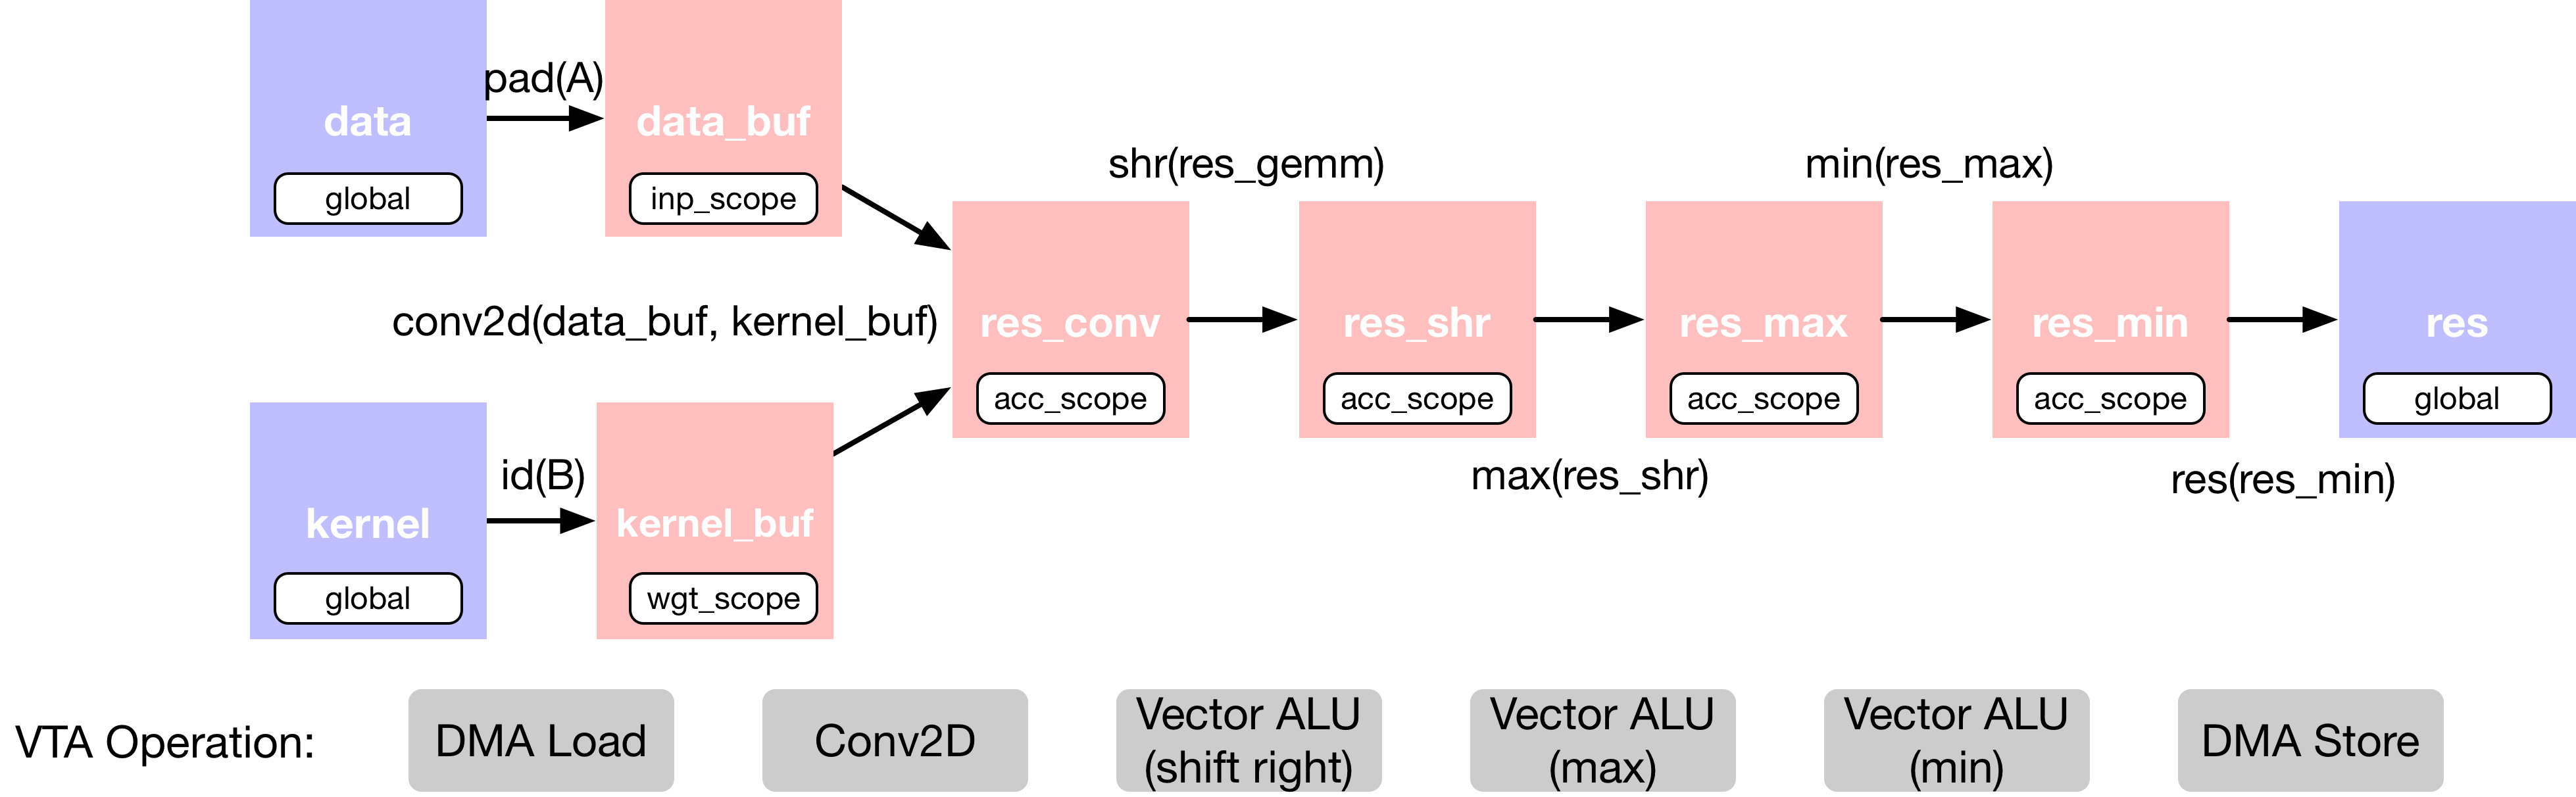 pad(A)
data
data_buf
global
inp_scope
shr(res_gemm)
min(res_max)
conv2d(data_buf, kernel_buf)
res_conv
res_shr
res_max
res_min
res
acc_scope
acc_scope
acc_scope
acc_scope
global
id(B)
max(res_shr)
res(res_min)
kernel
kernel_buf
global
wgt_scope
VTA Operation:
DMA Load
Conv2D
Vector ALU
(shift right)
Vector ALU
(max)
Vector ALU
(min)
DMA Store